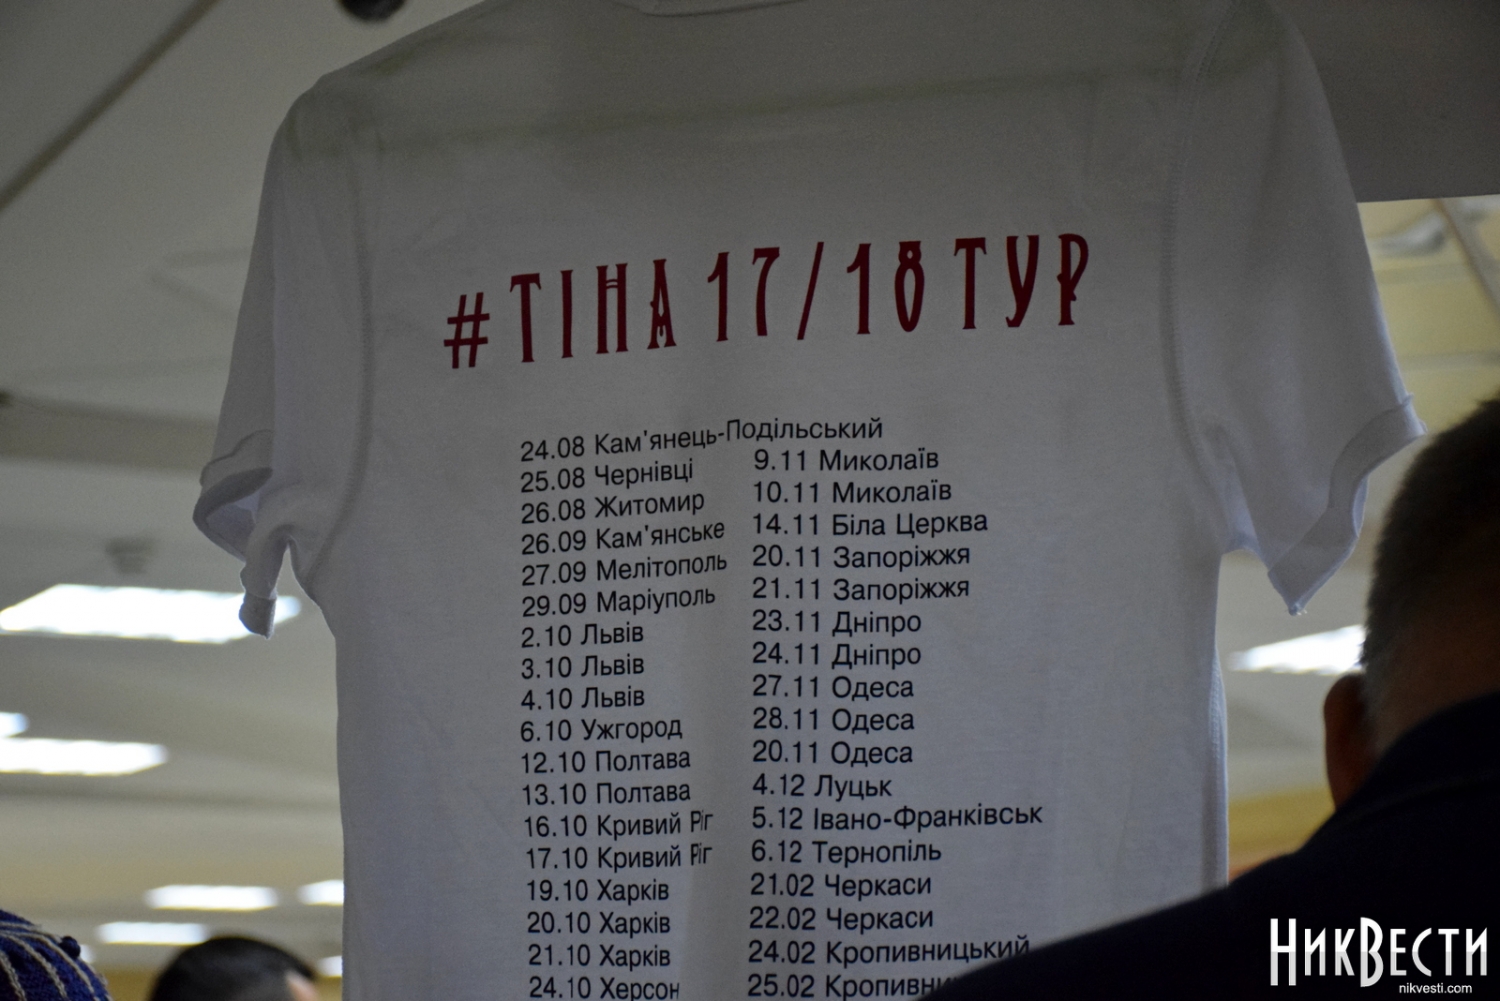 #ТІНА 17/18 ТУР
24.08 Кам'янець-Подільський
25.08 Чернівці
26.08 Житомир
26.09 Кам'янське
27.09 Мелітополь
29.09 Маріуполь
2.10 Львів
3.10 Львів
4.10 Львів
6.10 Ужгород
12.10 Полтава
13.10 Полтава
16.10 Кривий Ріг
17.10 Кривий Ріг
19.10 Харків
20.10 Харків
21.10 Харків
24.10 Херсон
9.11 Миколаїв
10.11 Миколаїв
14.11 Біла Церква
20.11 Запоріжжя
21.11 Запоріжжя
23.11 Дніпро
24.11 Дніпро
27.11 Одеса
28.11 Одеса
20.11 Одеса
4.12 Луцьк
5.12 Івано-Франківськ
6.12 Тернопіль
21.02 Черкаси
22.02 Черкаси
24.02 Кропивницький
25.02
НикВести
nikvesti.com